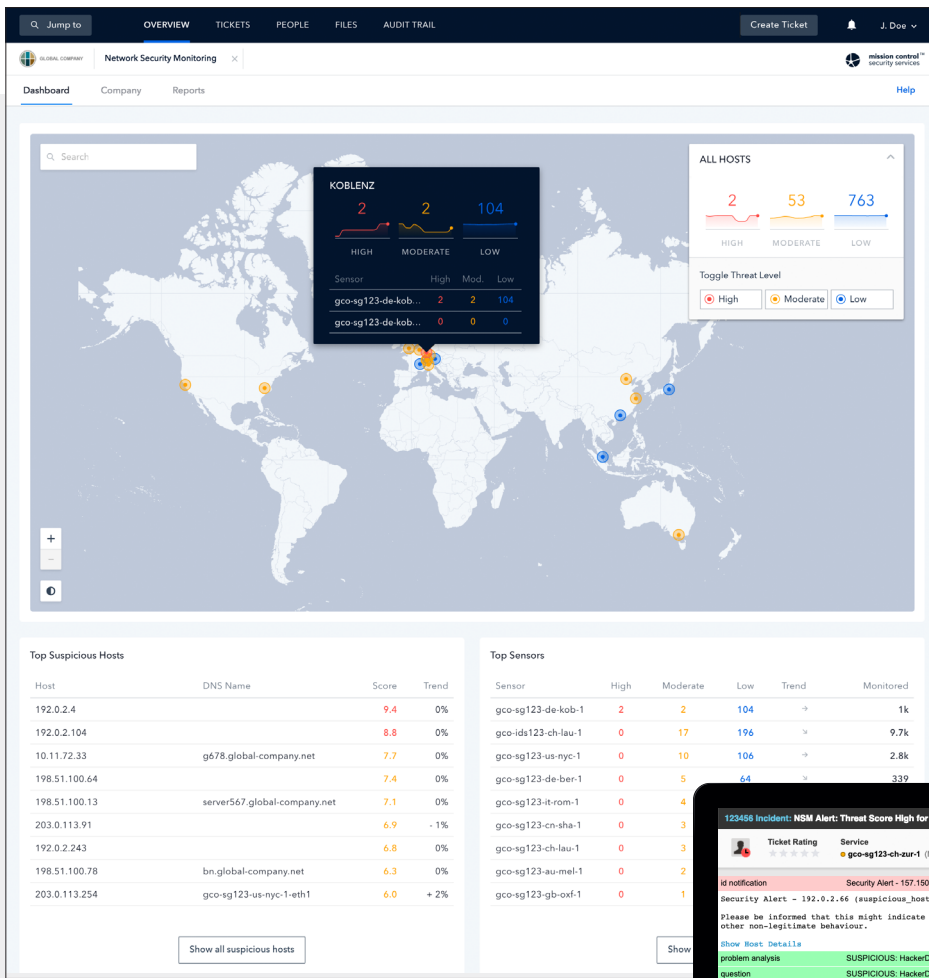 Jump to OVERVIEW TICKETS PEOPLE FILES AUDIT TRAIL Create Ticket J. Doe
GLOBAL COMPANY Network Security Monitoring × mission control™
security services
Dashboard Company Reports Help
Search
ALL HOSTS
2 53 763
HIGH MODERATE LOW
Toggle Threat Level
High Moderate Low
KOBLENZ
2 2 104
HIGH MODERATE LOW
Sensor High Mod. Low
gco-sg123-de-kob... 2 2 104
gco-sg123-de-kob... 0 0 0
+
−
Top Suspicious Hosts
Host DNS Name Score Trend
192.0.2.4 9.4 0%
192.0.2.104 8.8 0%
10.11.72.33 g678.global-company.net 7.7 0%
198.51.100.64 7.4 0%
198.51.100.13 server567.global-company.net 7.1 0%
203.0.113.91 6.9 - 1%
192.0.2.243 6.8 0%
198.51.100.78 bn.global-company.net 6.3 0%
203.0.113.254 gco-sg123-us-nyc-1-eth1 6.0 + 2%
Show all suspicious hosts
Top Sensors
Sensor High Moderate Low Trend Monitored
gco-sg123-de-kob-1 2 2 104 → 1k
gco-ids123-ch-lau-1 0 17 196 ↘ 9.7k
gco-sg123-us-nyc-1 0 10 106 → 2.8k
gco-sg123-de-ber-1 0 5 64 ↘ 339
gco-sg123-it-rom-1 0 4
gco-sg123-cn-sha-1 0 3
gco-sg123-ch-lau-1 0 3
gco-sg123-au-mel-1 0 2
gco-sg123-gb-oxf-1 0 1
Show
123456 Incident: NSM Alert: Threat Score High for
Ticket Rating Service
gco-sg123-ch-zur-1
id notification Security Alert - 157.150
Security Alert - 192.0.2.66 (suspicious_host
Please be informed that this might indicate
other non-legitimate behaviour.
Show Host Details
problem analysis SUSPICIOUS: HackerD
question SUSPICIOUS: HackerD